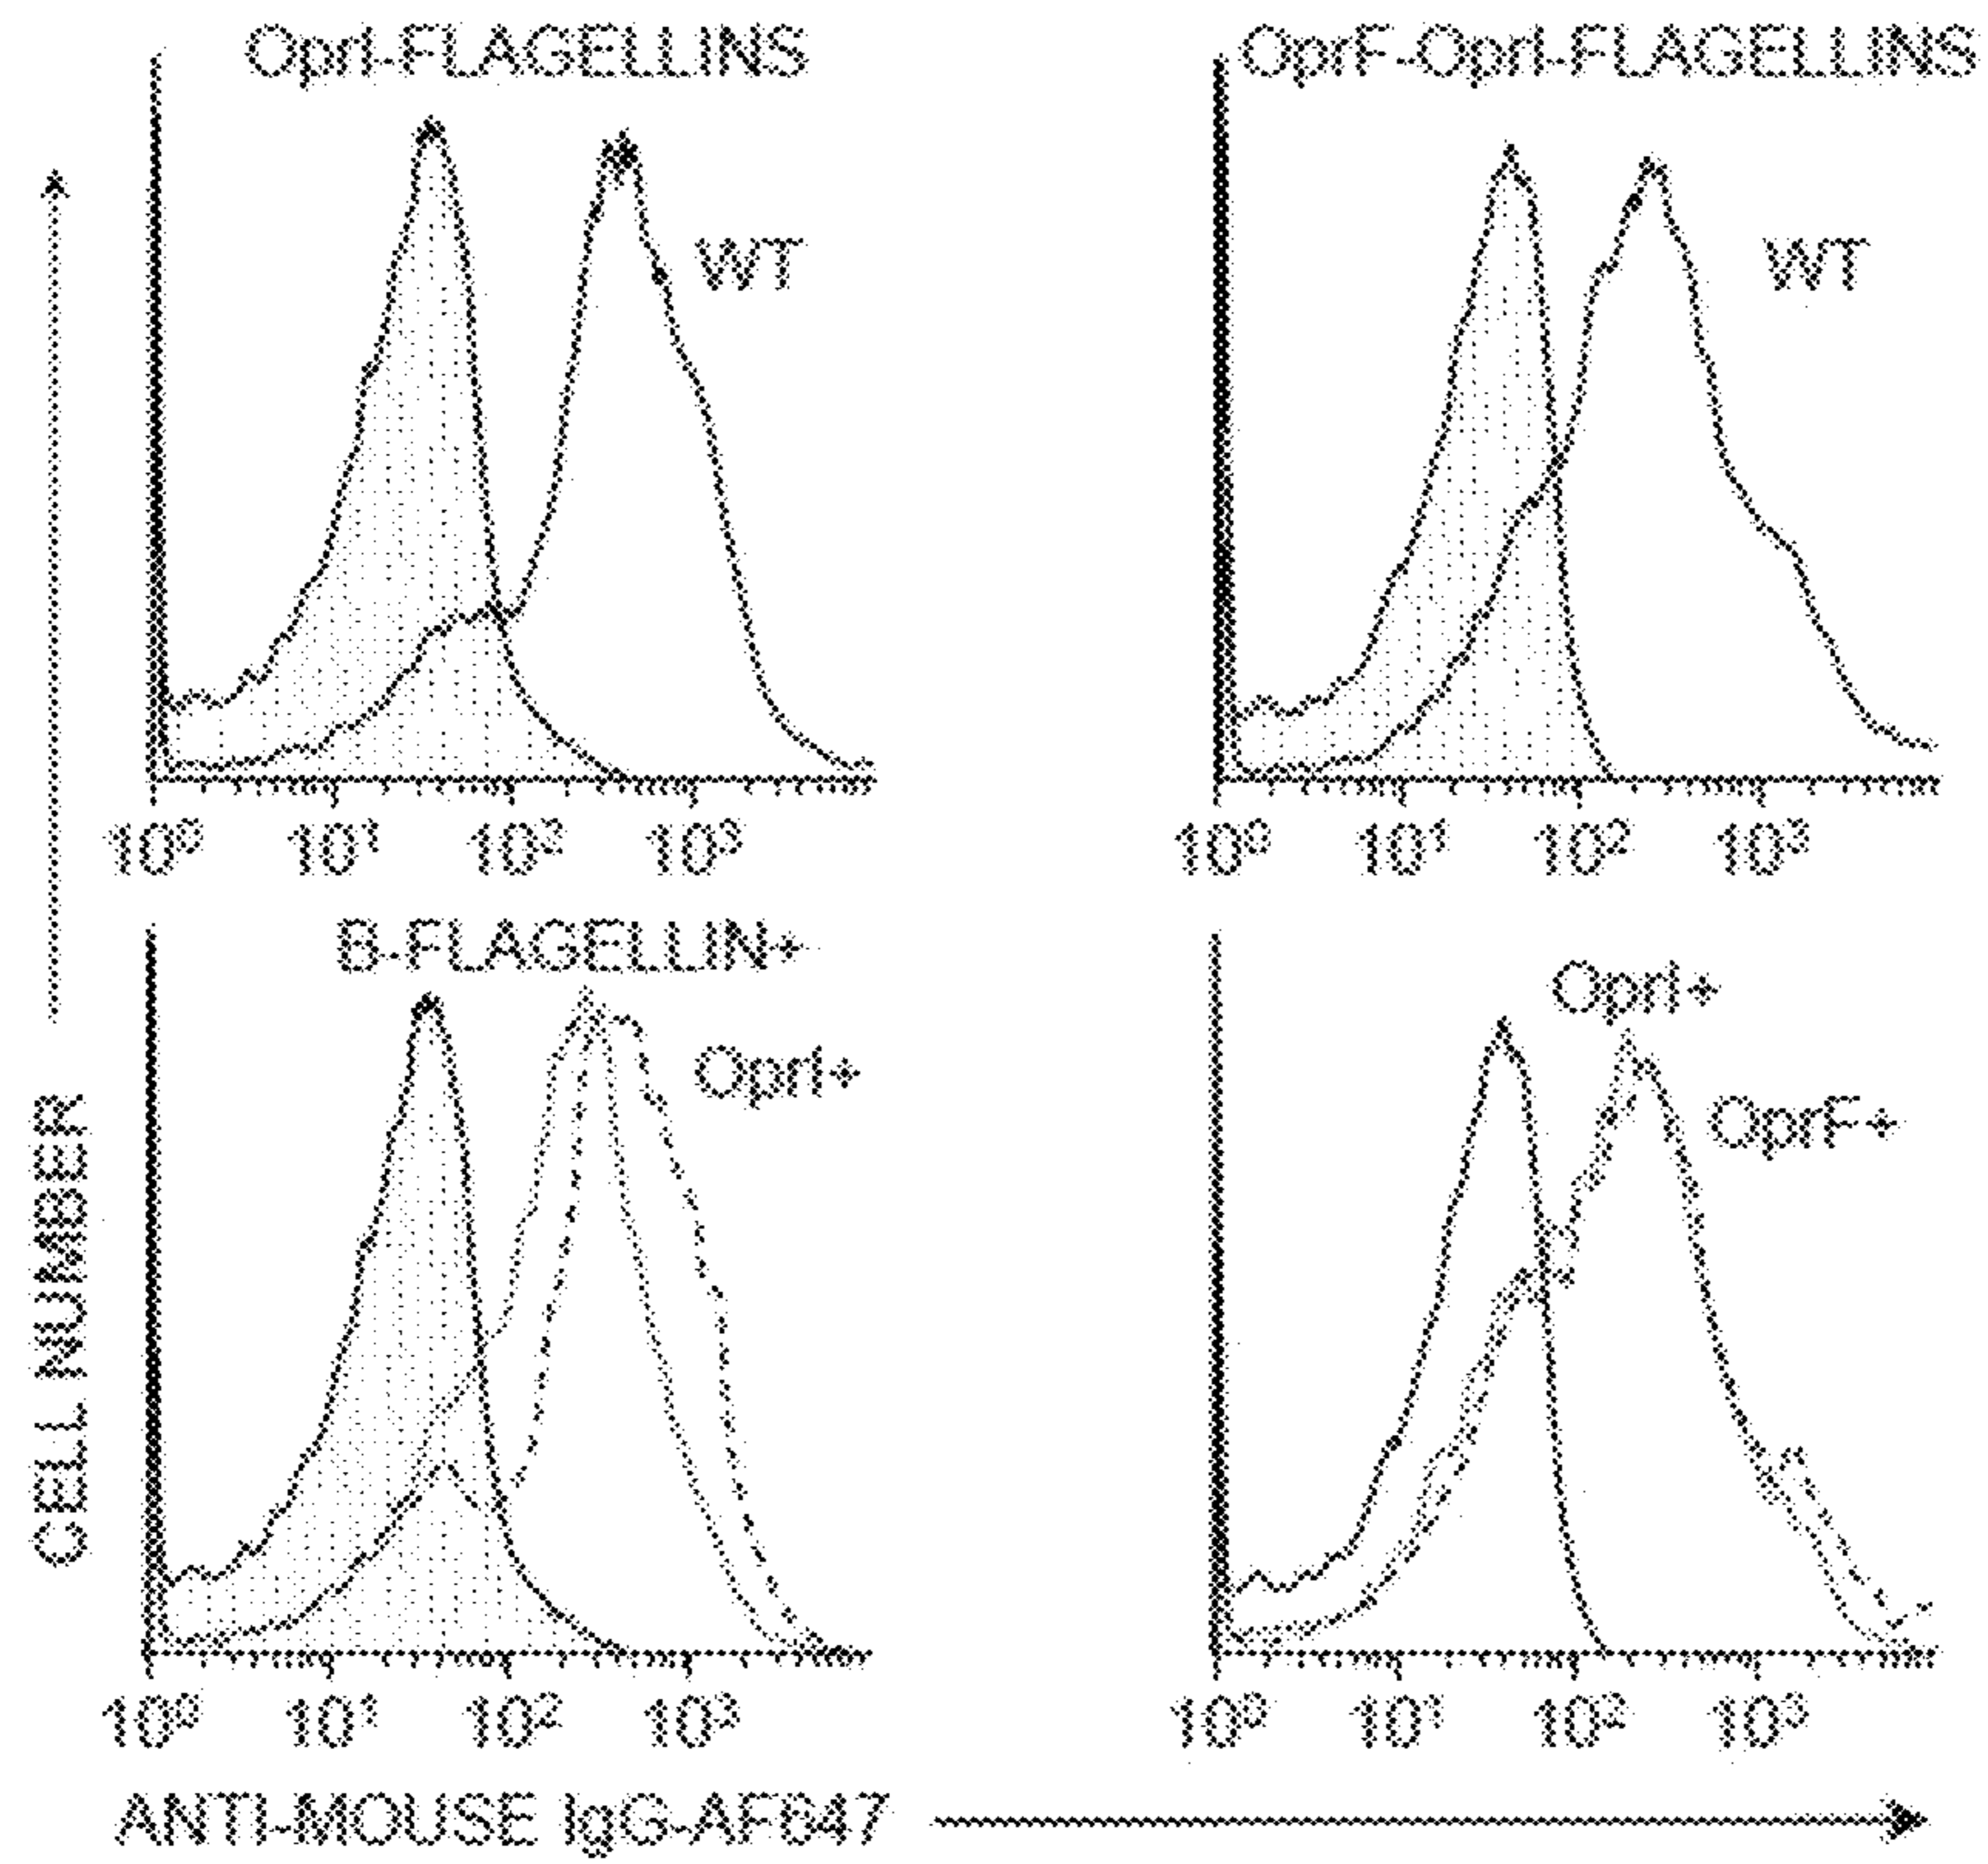 OprI-FLAGELLINS
OprF-OprI-FLAGELLINS
WT
WT
10⁰ 10¹ 10² 10³
10⁰ 10¹ 10² 10³
B-FLAGELLIN+
OprI+
OprI+
OprF+
CELL NUMBER
10⁰ 10¹ 10² 10³
10⁰ 10¹ 10² 10³
ANTI-MOUSE IgG-AF647